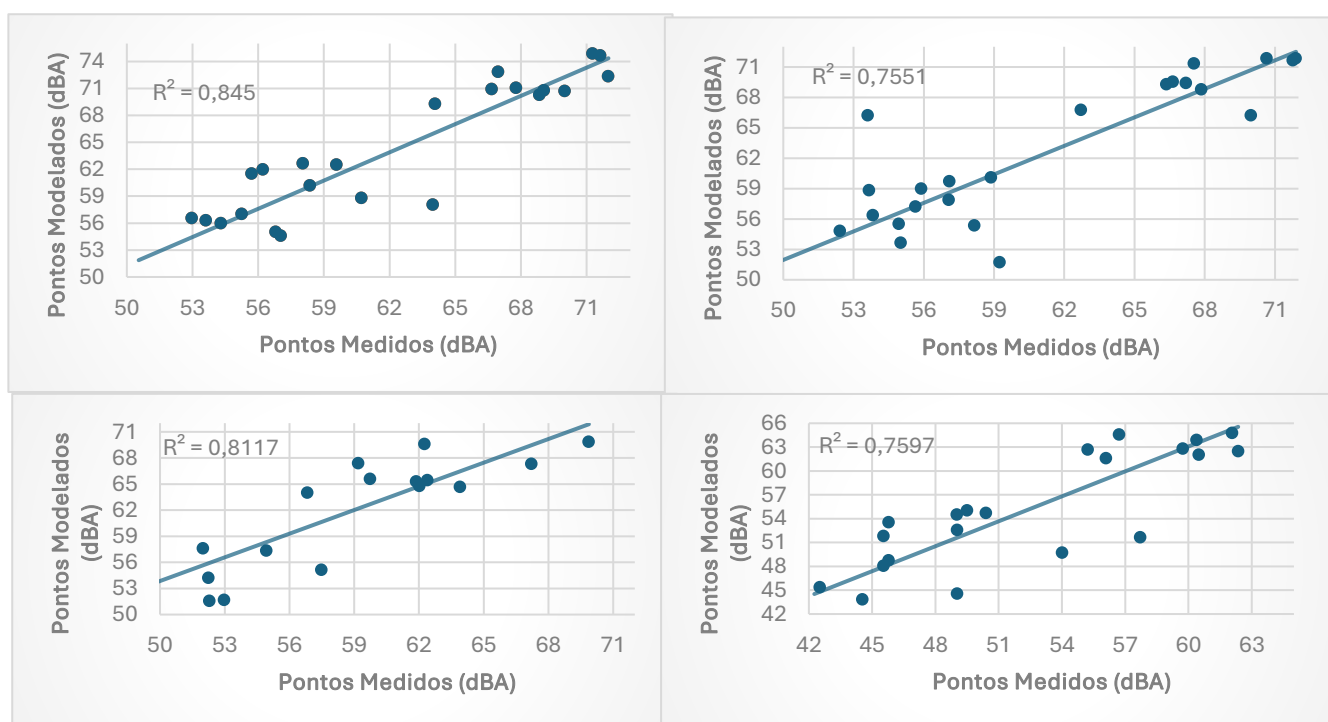 Pontos Modelados (dBA)
74
71
68
65
62
59
56
53
50
R² = 0,845
50 53 56 59 62 65 68 71
Pontos Medidos (dBA)
Pontos Modelados (dBA)
71
68
65
62
59
56
53
50
R² = 0,7551
50 53 56 59 62 65 68 71
Pontos Medidos (dBA)
Pontos Modelados
(dBA)
71
68
65
62
59
56
53
50
R² = 0,8117
50 53 56 59 62 65 68 71
Pontos Medidos (dBA)
Pontos Modelados
(dBA)
66
63
60
57
54
51
48
45
42
R² = 0,7597
42 45 48 51 54 57 60 63
Pontos Medidos (dBA)